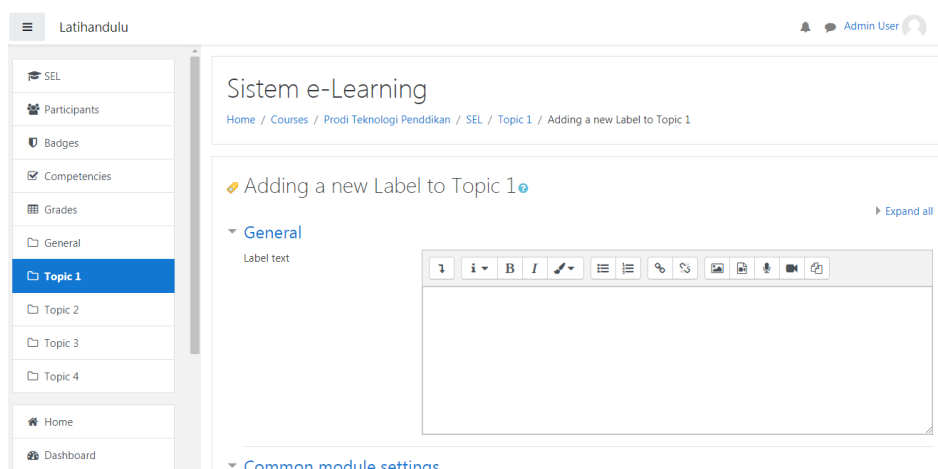 Latihandulu
Admin User
SEL
Participants
Badges
Competencies
Grades
General
Topic 1
Topic 2
Topic 3
Topic 4
Home
Dashboard
Sistem e-Learning
Home / Courses / Prodi Teknologi Penddikan / SEL / Topic 1 / Adding a new Label to Topic 1
Adding a new Label to Topic 1
Expand all
General
Label text
B I
Common module settings